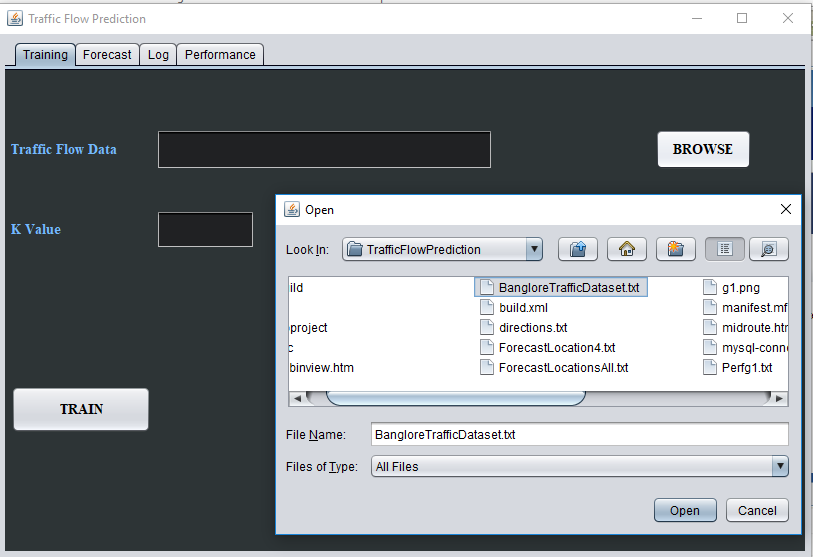 Traffic Flow Prediction
Training Forecast Log Performance
Traffic Flow Data
BROWSE
K Value
TRAIN
Open
Look In: TrafficFlowPrediction
ild BangloreTrafficDataset.txt g1.png
build.xml manifest.mf
project directions.txt midroute.htm
c ForecastLocation4.txt mysql-conne
binview.htm ForecastLocationsAll.txt Perfg1.txt
File Name: BangloreTrafficDataset.txt
Files of Type: All Files
Open Cancel